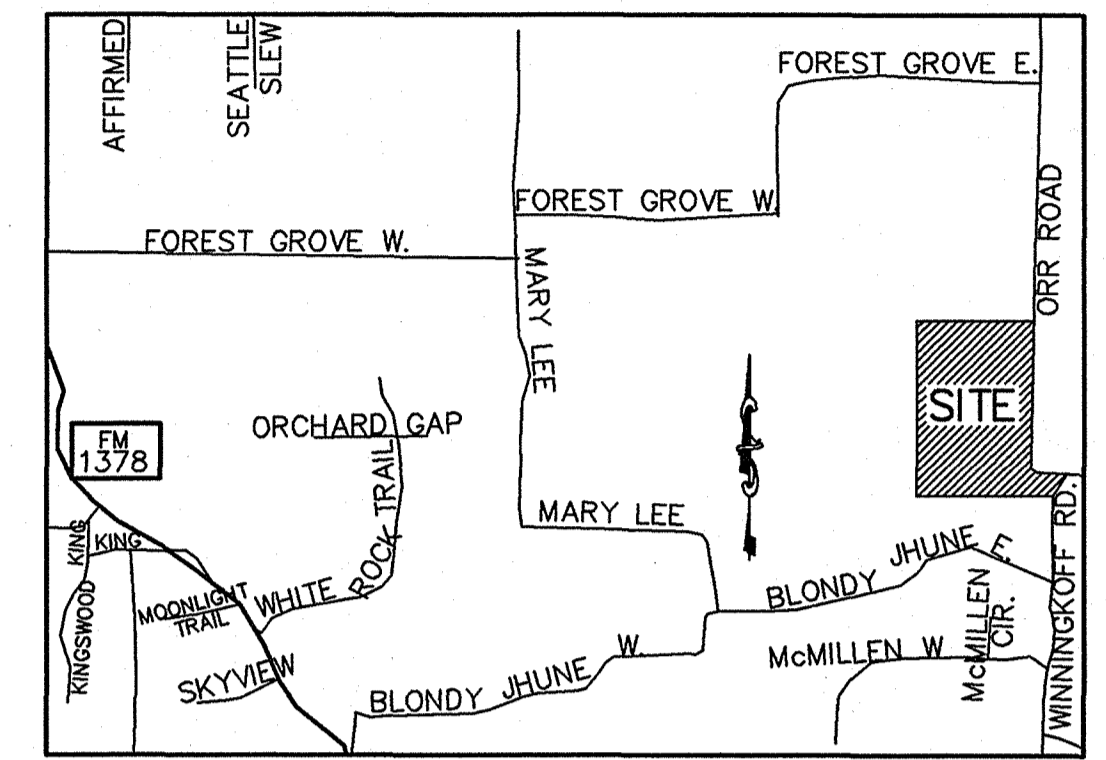 AFFIRMED
SEATTLE
SLEW
FOREST GROVE E.
FOREST GROVE W.
FOREST GROVE W.
ORR ROAD
MARY LEE
SITE
ORCHARD GAP
FM
1378
ROCK TRAIL
WHITE
MARY LEE
KING
KING
KINGSWOOD
MOONLIGHT
TRAIL
SKYVIEW
BLONDY JHUNE E.
BLONDY JHUNE W
McMILLEN W
McMILLEN
CIR.
WINNINGKOFF RD.